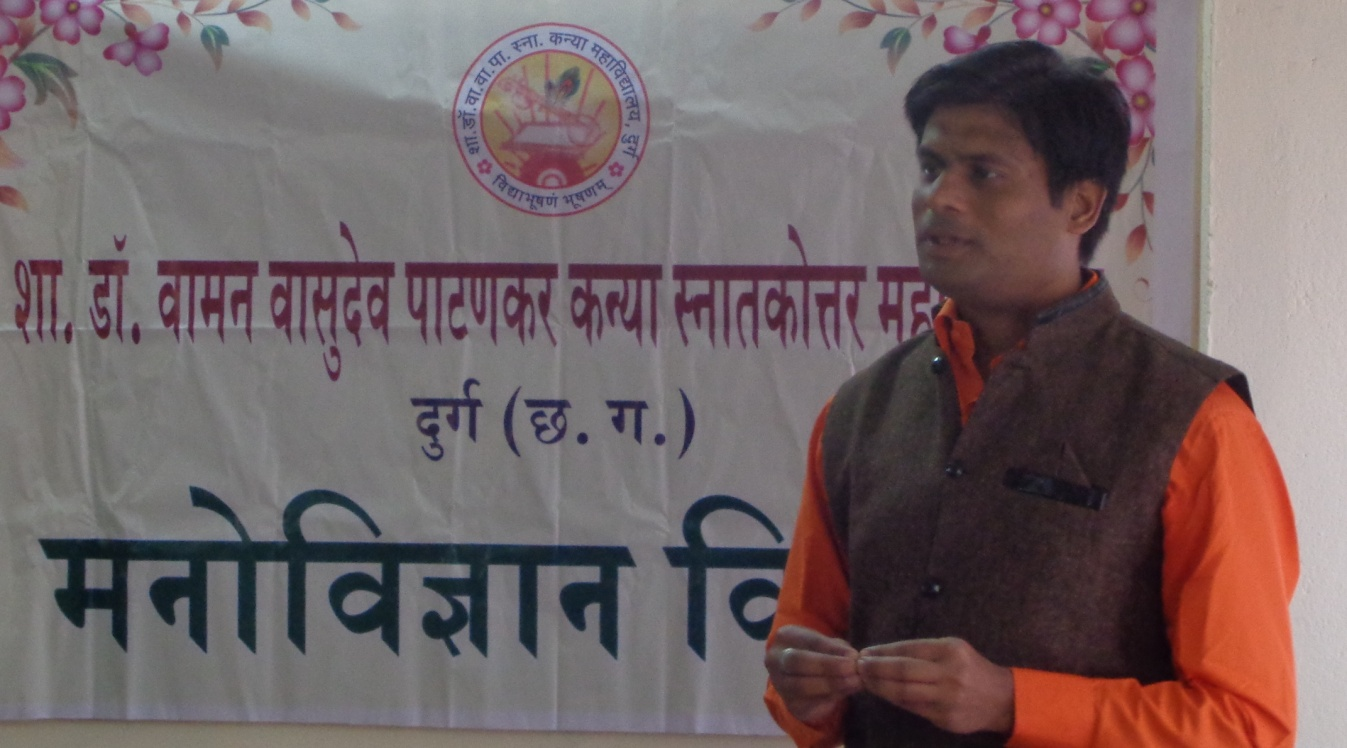 शा.डॉ.वा.वा.पा. स्ना. कन्या महाविद्यालय, दुर्ग
विद्याभूषणं भूषणम्
शा. डॉ. वामन वासुदेव पाटणकर कन्या स्नातकोत्तर
दुर्ग (छ. ग.)
मनोविज्ञान